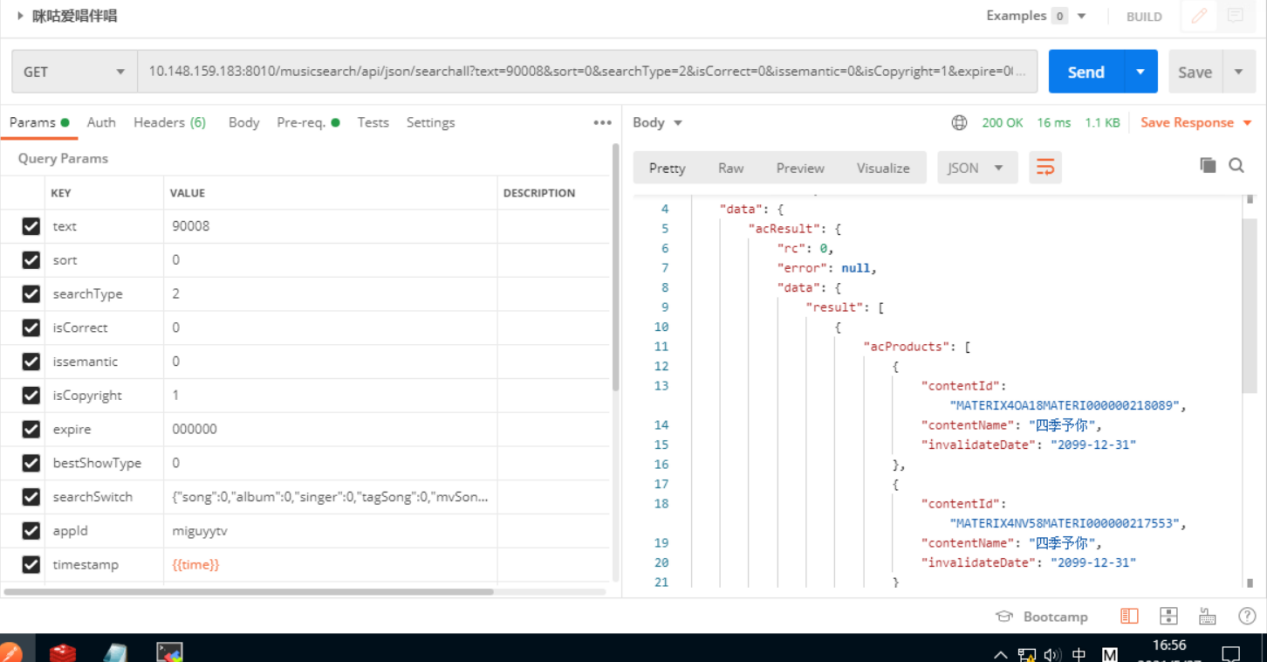 咪咕爱唱伴唱
Examples 0
BUILD
GET
10.148.159.183:8010/musicsearch/api/json/searchall?text=90008&sort=0&searchType=2&isCorrect=0&issemantic=0&isCopyright=1&expire=0(...
Send
Save
Params Auth Headers (6) Body Pre-req. Tests Settings
Query Params
KEY VALUE DESCRIPTION
text 90008
sort 0
searchType 2
isCorrect 0
issemantic 0
isCopyright 1
expire 000000
bestShowType 0
searchSwitch {"song":0,"album":0,"singer":0,"tagSong":0,"mvSon...
appId miguyytv
timestamp {{time}}
Body
200 OK 16 ms 1.1 KB Save Response
Pretty Raw Preview Visualize JSON
4 "data": {
5 "acResult": {
6 "rc": 0,
7 "error": null,
8 "data": {
9 "result": [
10 {
11 "acProducts": [
12 {
13 "contentId":
"MATERIX4OA18MATERI000000218089",
14 "contentName": "四季予你",
15 "invalidateDate": "2099-12-31"
16 },
17 {
18 "contentId":
"MATERIX4NV58MATERI000000217553",
19 "contentName": "四季予你",
20 "invalidateDate": "2099-12-31"
21 }
Bootcamp
中 M 16:56